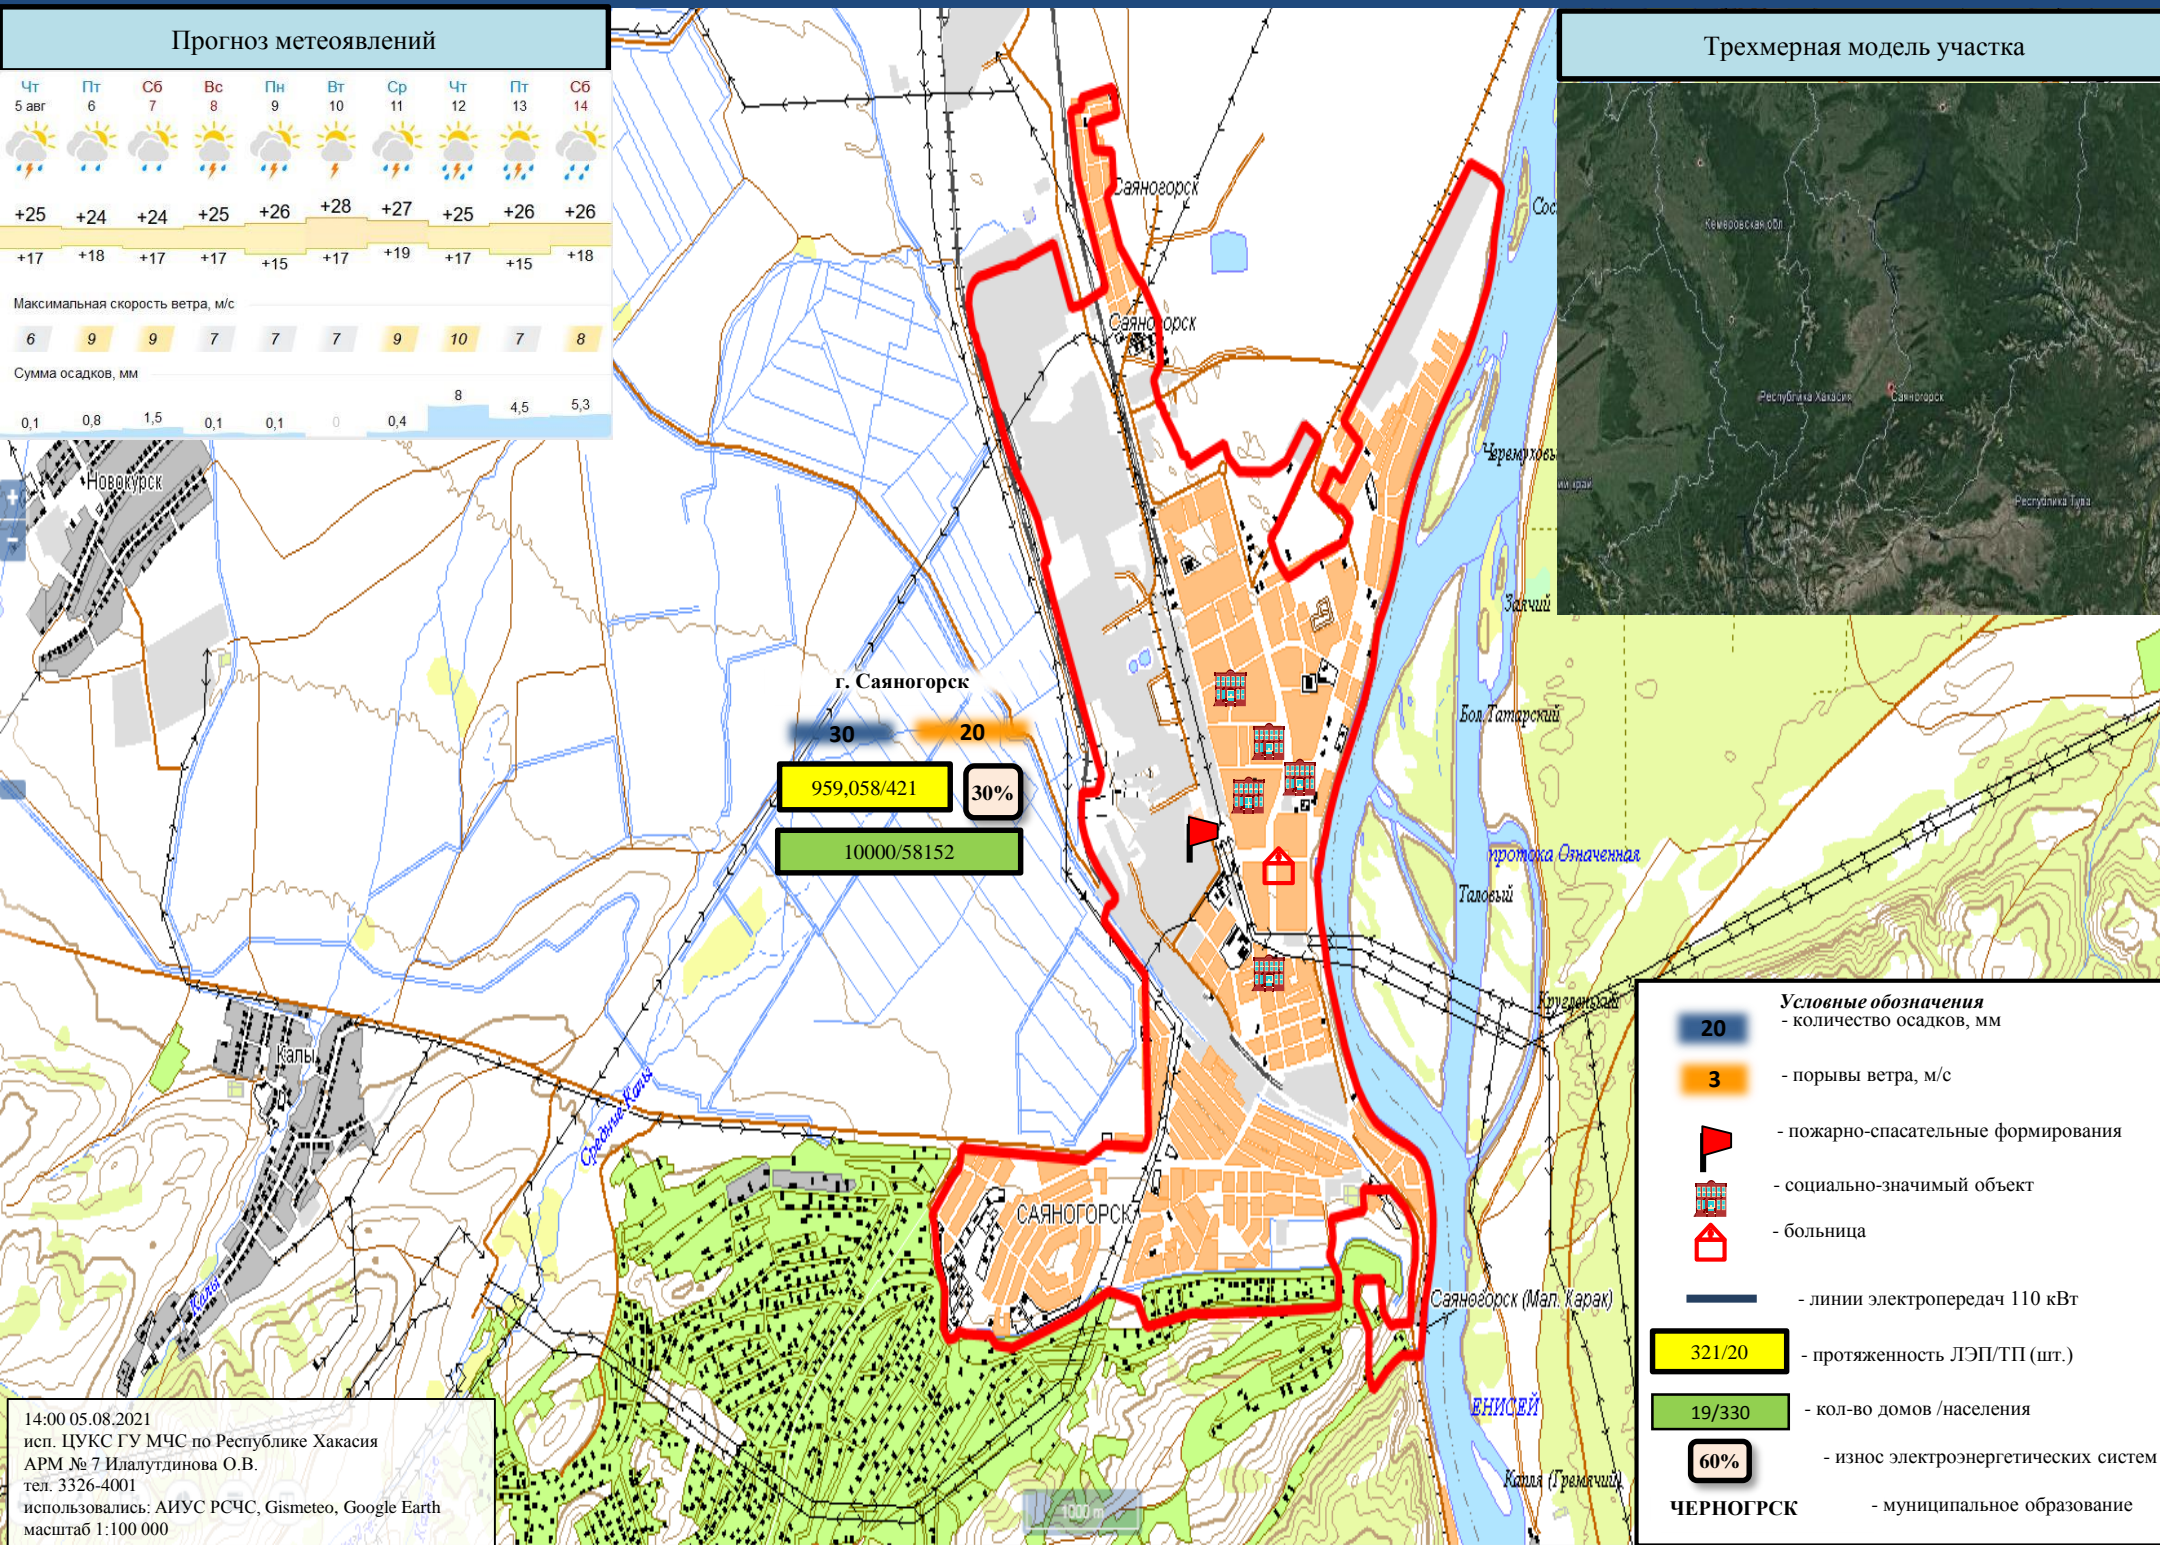 Прогноз метеоявлений
Чт Пт Сб Вс Пн Вт Ср Чт Пт Сб
5 авг 6 7 8 9 10 11 12 13 14
+25 +24 +24 +25 +26 +28 +27 +25 +26 +26
+17 +18 +17 +17 +15 +17 +19 +17 +15 +18
Максимальная скорость ветра, м/с
6 9 9 7 7 7 9 10 7 8
Сумма осадков, мм
0,1 0,8 1,5 0,1 0,1 0 0,4 8 4,5 5,3
Трехмерная модель участка
Кемеровская обл
Республика Хакасия
Саяногорск
Республика Тува
ий край
Саяногорск
Саяногорск
Сос
Черемуховы
Заячий
Новокурск
г. Саяногорск
30 20
959,058/421
30%
10000/58152
Бол.Татарский
протока Означенная
Таловый
Кругленький
Калы
Средние Калы
Калы
САЯНОГОРСК
Саяногорск (Мал. Карак)
ЕНИСЕЙ
Капля (Гремячий)
1000 m
Условные обозначения
20 - количество осадков, мм
3 - порывы ветра, м/с
- пожарно-спасательные формирования
- социально-значимый объект
- больница
- линии электропередач 110 кВт
321/20 - протяженность ЛЭП/ТП (шт.)
19/330 - кол-во домов /населения
60% - износ электроэнергетических систем
ЧЕРНОГРСК - муниципальное образование
14:00 05.08.2021
исп. ЦУКС ГУ МЧС по Республике Хакасия
АРМ № 7 Илалутдинова О.В.
тел. 3326-4001
использовались: АИУС РСЧС, Gismeteo, Google Earth
масштаб 1:100 000